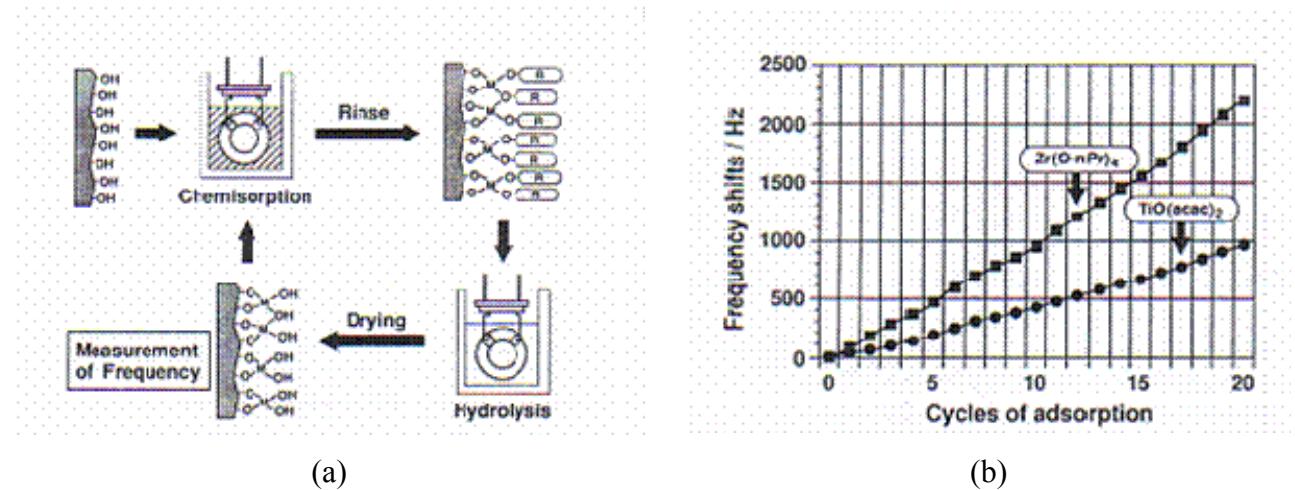 OH
OH
OH
OH
OH
OH
OH
OH
Chemisorption
Rinse
O
M
O
R
O
O
R
M
O
R
O
O
R
M
O
R
O
O
R
M
O
R
Hydrolysis
Drying
Measurement
of Frequency
O
M
OH
O
OH
O
M
O
OH
O
OH
O
M
O
OH
O
OH
O
M
O
OH
(a)
Frequency shifts / Hz
2500
2000
1500
1000
500
0
Zr(O-nPr)4
TiO(acac)2
0
5
10
15
20
Cycles of adsorption
(b)